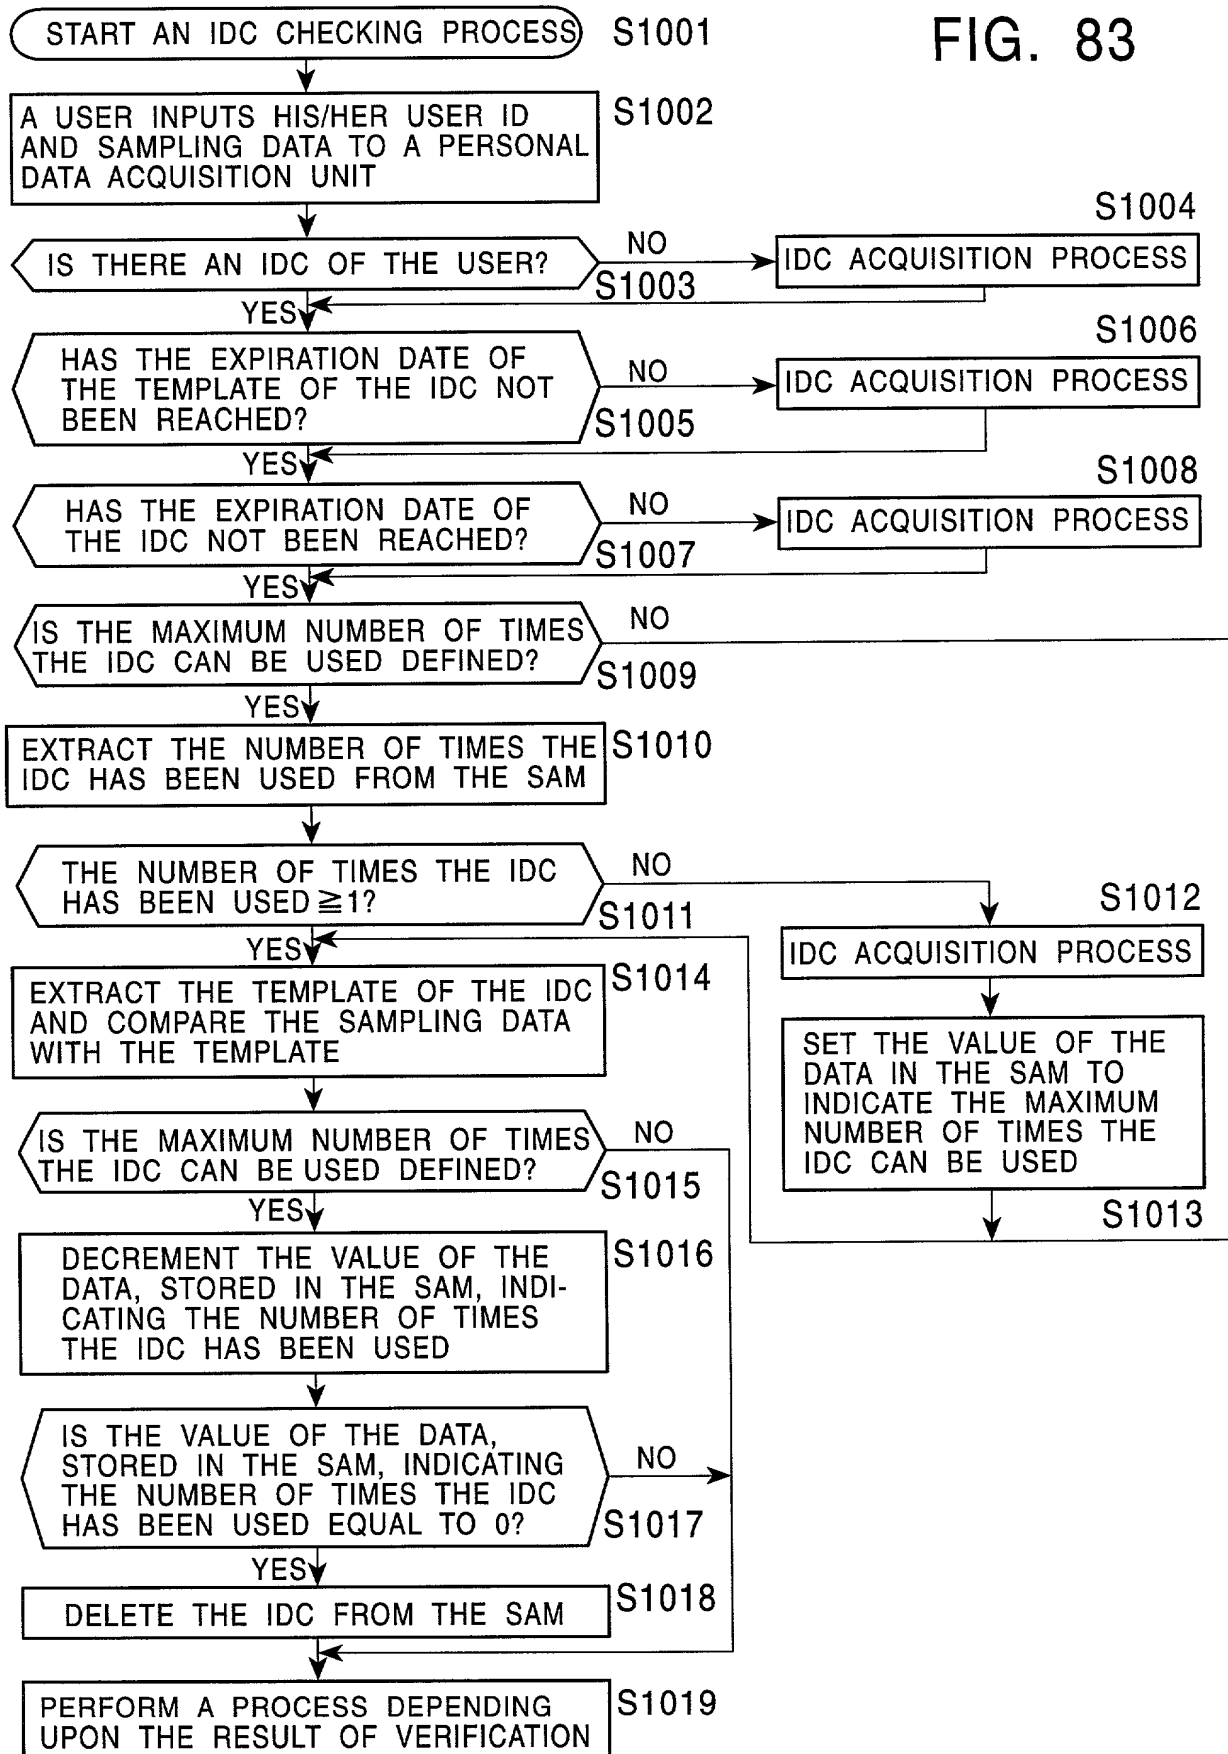 FIG. 83
START AN IDC CHECKING PROCESS
S1001
A USER INPUTS HIS/HER USER ID
AND SAMPLING DATA TO A PERSONAL
DATA ACQUISITION UNIT
S1002
IS THERE AN IDC OF THE USER?
NO
S1003
YES
S1004
IDC ACQUISITION PROCESS
HAS THE EXPIRATION DATE OF
THE TEMPLATE OF THE IDC NOT
BEEN REACHED?
NO
S1005
YES
S1006
IDC ACQUISITION PROCESS
HAS THE EXPIRATION DATE OF
THE IDC NOT BEEN REACHED?
NO
S1007
YES
S1008
IDC ACQUISITION PROCESS
IS THE MAXIMUM NUMBER OF TIMES
THE IDC CAN BE USED DEFINED?
NO
S1009
YES
EXTRACT THE NUMBER OF TIMES THE
IDC HAS BEEN USED FROM THE SAM
S1010
THE NUMBER OF TIMES THE IDC
HAS BEEN USED ≧ 1?
NO
S1011
YES
S1012
IDC ACQUISITION PROCESS
SET THE VALUE OF THE
DATA IN THE SAM TO
INDICATE THE MAXIMUM
NUMBER OF TIMES THE
IDC CAN BE USED
S1013
EXTRACT THE TEMPLATE OF THE IDC
AND COMPARE THE SAMPLING DATA
WITH THE TEMPLATE
S1014
IS THE MAXIMUM NUMBER OF TIMES
THE IDC CAN BE USED DEFINED?
NO
S1015
YES
DECREMENT THE VALUE OF THE
DATA, STORED IN THE SAM, INDI-
CATING THE NUMBER OF TIMES
THE IDC HAS BEEN USED
S1016
IS THE VALUE OF THE DATA,
STORED IN THE SAM, INDICATING
THE NUMBER OF TIMES THE IDC
HAS BEEN USED EQUAL TO 0?
NO
S1017
YES
DELETE THE IDC FROM THE SAM
S1018
PERFORM A PROCESS DEPENDING
UPON THE RESULT OF VERIFICATION
S1019